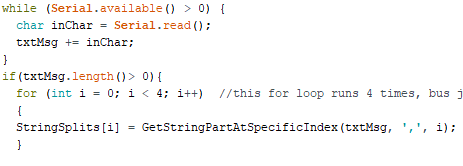 while (Serial.available() > 0) {
char inChar = Serial.read();
txtMsg += inChar;
}
if(txtMsg.length()> 0){
for (int i = 0; i < 4; i++)  //this for loop runs 4 times, bus j
{
StringSplits[i] = GetStringPartAtSpecificIndex(txtMsg, ',', i);
}